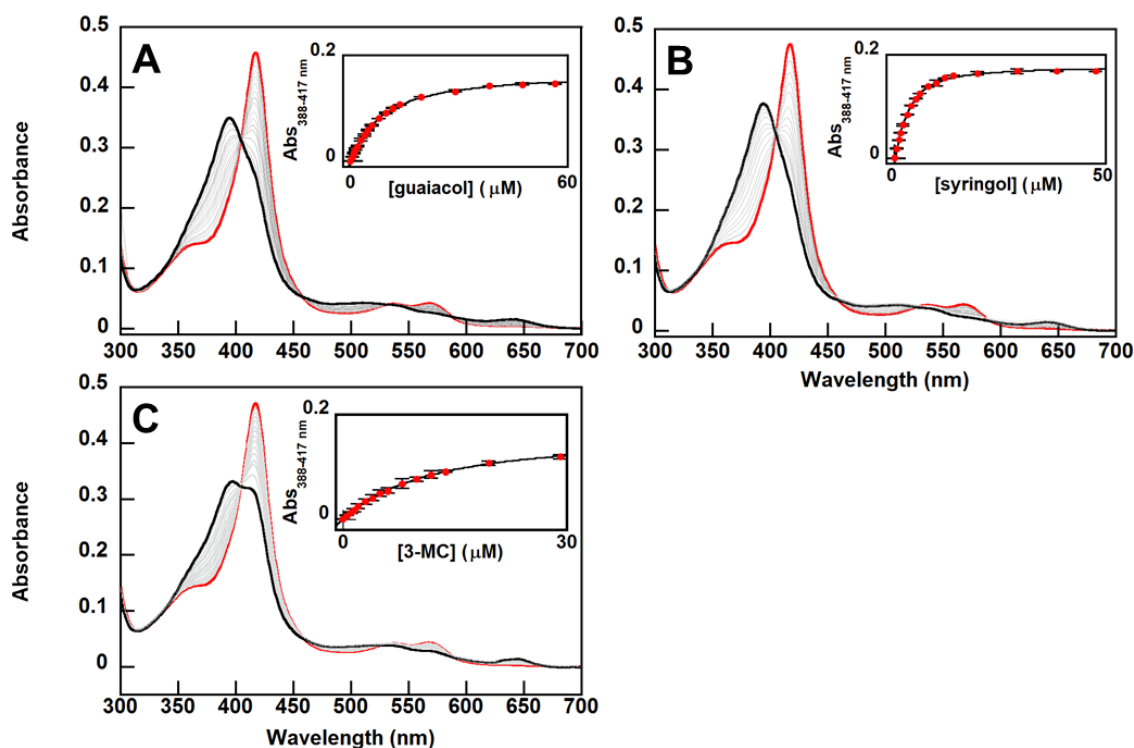 A
0.5
0.4
0.3
0.2
0.1
0
Absorbance
300 350 400 450 500 550 600 650 700
0.2
0
Abs388-417 nm
0 60
[guaiacol] ( μM)
B
0.5
0.4
0.3
0.2
0.1
0
300 350 400 450 500 550 600 650 700
Wavelength (nm)
0.2
0
Abs388-417 nm
0 50
[syringol] ( μM)
C
0.5
0.4
0.3
0.2
0.1
0
Absorbance
300 350 400 450 500 550 600 650 700
Wavelength (nm)
0.2
0
Abs388-417 nm
0 30
[3-MC] (μM)